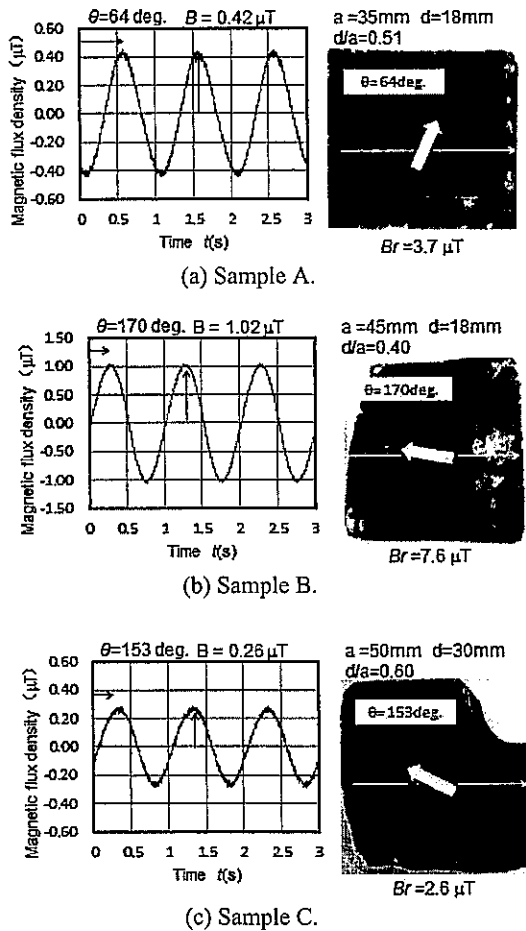 θ=64 deg. B = 0.42 μT
a =35mm d=18mm
d/a=0.51
Magnetic flux density (μT)
0.60
0.40
0.20
0.00
-0.20
-0.40
-0.60
0 0.5 1 1.5 2 2.5 3
Time t(s)
θ=64deg.
Br =3.7 μT
(a) Sample A.
θ=170 deg. B = 1.02 μT
a =45mm d=18mm
d/a=0.40
Magnetic flux density (μT)
1.50
1.00
0.50
0.00
-0.50
-1.00
-1.50
0 0.5 1 1.5 2 2.5 3
Time t(s)
θ=170deg.
Br=7.6 μT
(b) Sample B.
θ=153 deg. B = 0.26 μT
a =50mm d=30mm
d/a=0.60
Magnetic flux density (μT)
0.60
0.40
0.20
0.00
-0.20
-0.40
-0.60
0 0.5 1 1.5 2 2.5 3
Time t(s)
θ=153deg.
Br=2.6 μT
(c) Sample C.